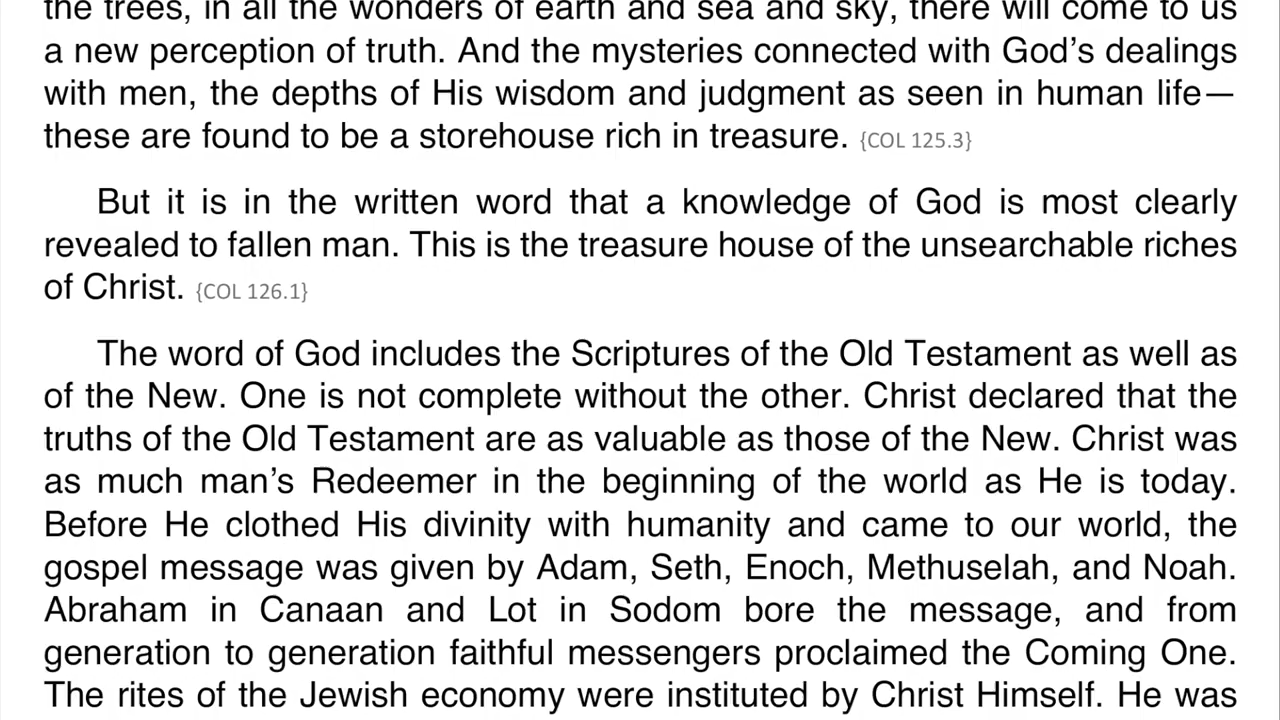 the trees, in all the wonders of earth and sea and sky, there will come to us
a new perception of truth. And the mysteries connected with God’s dealings
with men, the depths of His wisdom and judgment as seen in human life—
these are found to be a storehouse rich in treasure. {COL 125.3}
But it is in the written word that a knowledge of God is most clearly
revealed to fallen man. This is the treasure house of the unsearchable riches
of Christ. {COL 126.1}
The word of God includes the Scriptures of the Old Testament as well as
of the New. One is not complete without the other. Christ declared that the
truths of the Old Testament are as valuable as those of the New. Christ was
as much man’s Redeemer in the beginning of the world as He is today.
Before He clothed His divinity with humanity and came to our world, the
gospel message was given by Adam, Seth, Enoch, Methuselah, and Noah.
Abraham in Canaan and Lot in Sodom bore the message, and from
generation to generation faithful messengers proclaimed the Coming One.
The rites of the Jewish economy were instituted by Christ Himself. He was